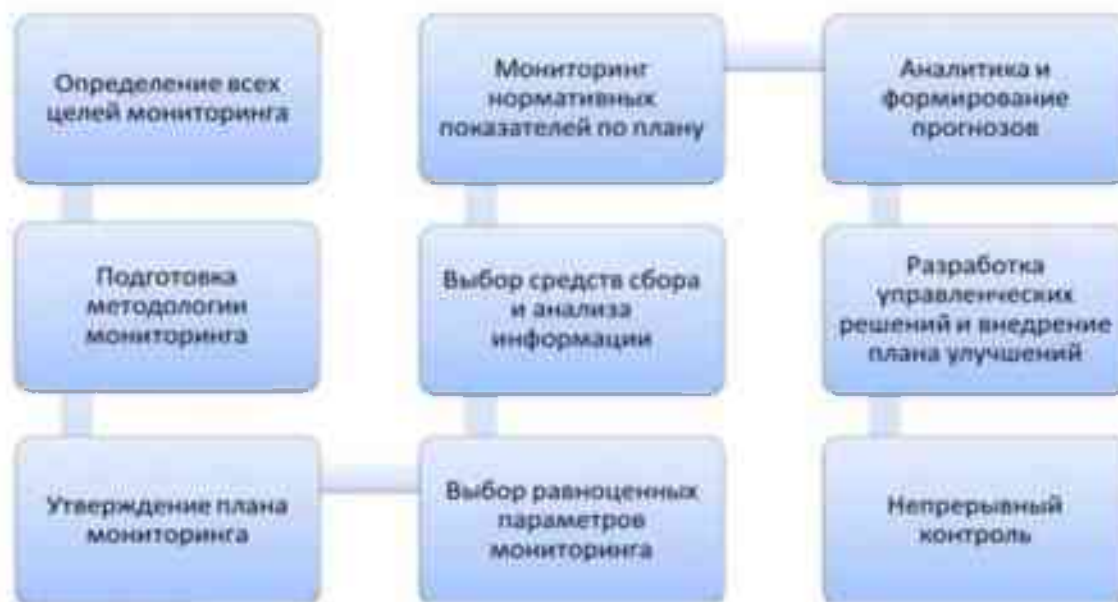 Определение всех
целей мониторинга
Подготовка
методологии
мониторинга
Утверждение плана
мониторинга
Выбор равноценных
параметров
мониторинга
Выбор средств сбора
и анализа
информации
Мониторинг
нормативных
показателей по плану
Аналитика и
формирование
прогнозов
Разработка
управленческих
решений и внедрение
плана улучшений
Непрерывный
контроль